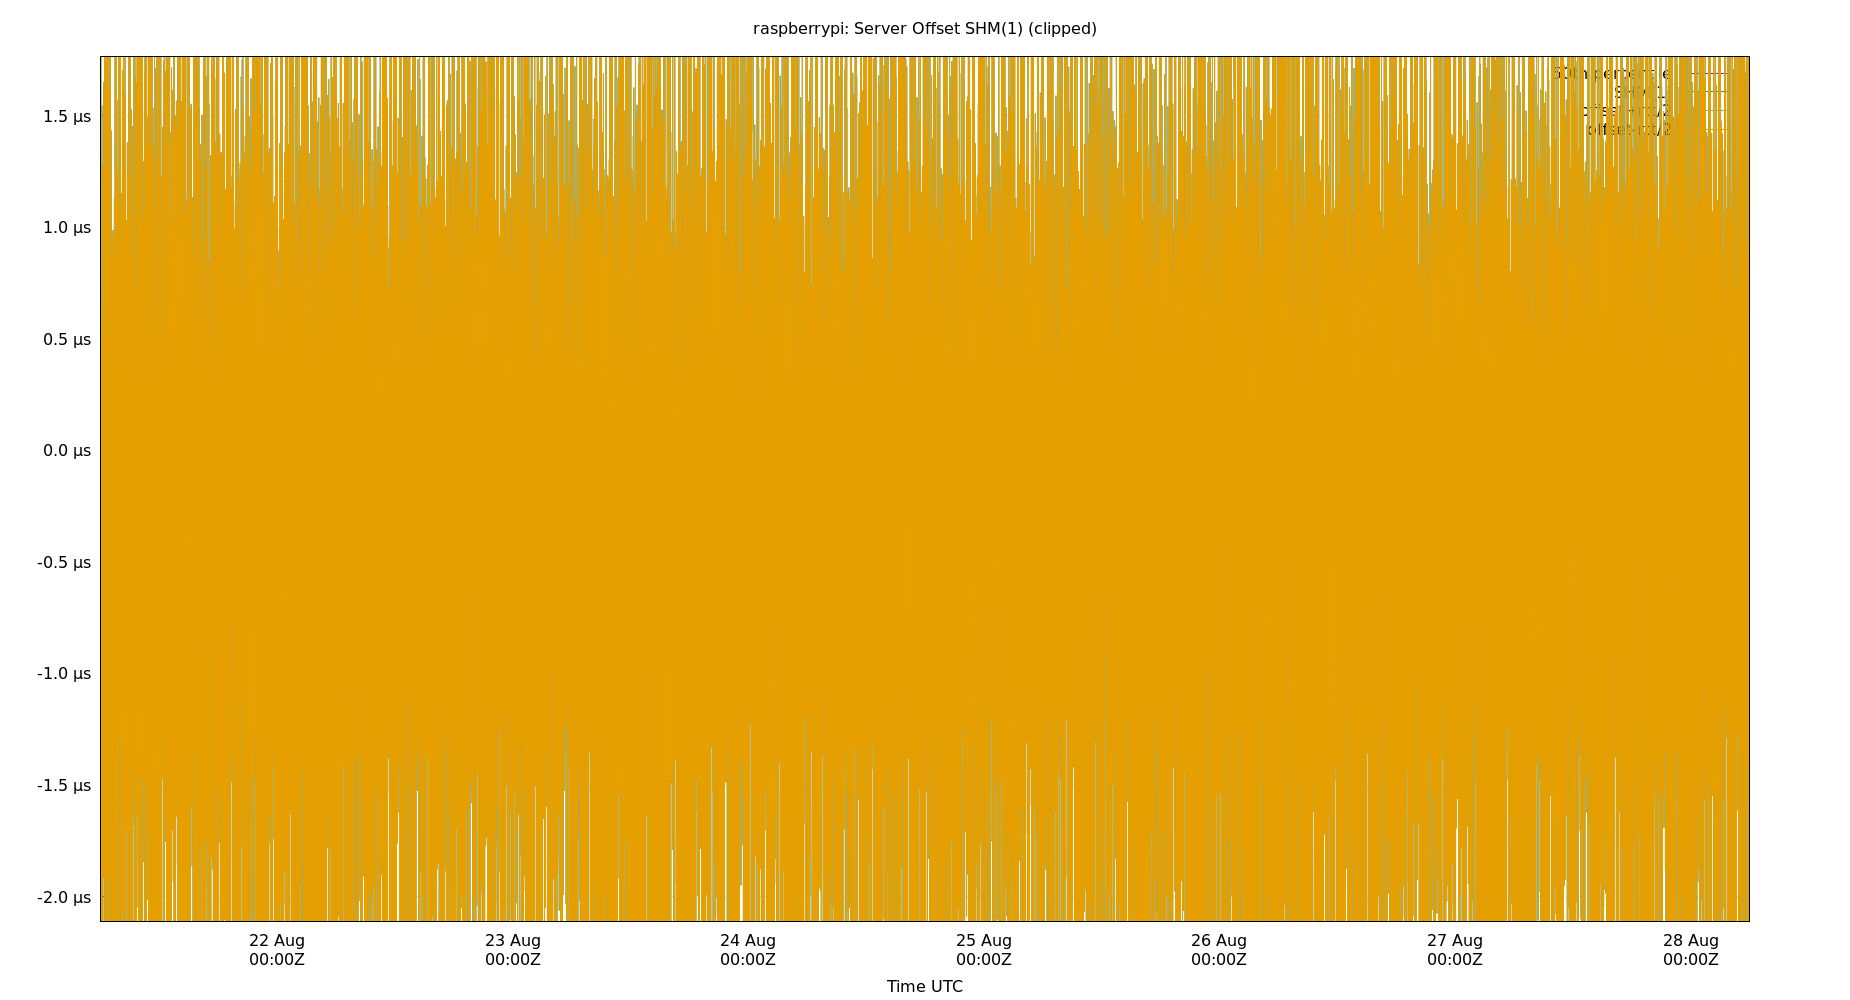 raspberrypi: Server Offset SHM(1) (clipped)
1.5 µs
1.0 µs
0.5 µs
0.0 µs
-0.5 µs
-1.0 µs
-1.5 µs
-2.0 µs
22 Aug 23 Aug 24 Aug 25 Aug 26 Aug 27 Aug 28 Aug
00:00Z 00:00Z 00:00Z 00:00Z 00:00Z 00:00Z 00:00Z
Time UTC